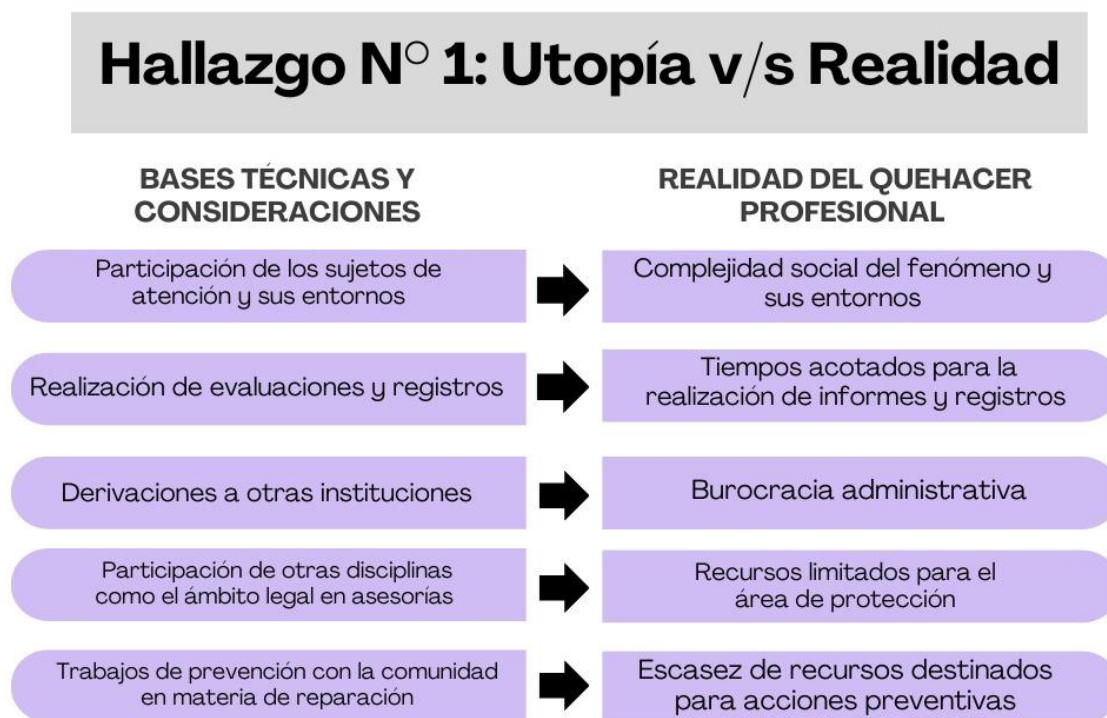 Hallazgo N° 1: Utopía v/s Realidad
BASES TÉCNICAS Y
CONSIDERACIONES
REALIDAD DEL QUEHACER
PROFESIONAL
Participación de los sujetos de
atención y sus entornos
Complejidad social del fenómeno y
sus entornos
Realización de evaluaciones y registros
Tiempos acotados para la
realización de informes y registros
Derivaciones a otras instituciones
Burocracia administrativa
Participación de otras disciplinas
como el ámbito legal en asesorías
Recursos limitados para el
área de protección
Trabajos de prevención con la comunidad
en materia de reparación
Escasez de recursos destinados
para acciones preventivas